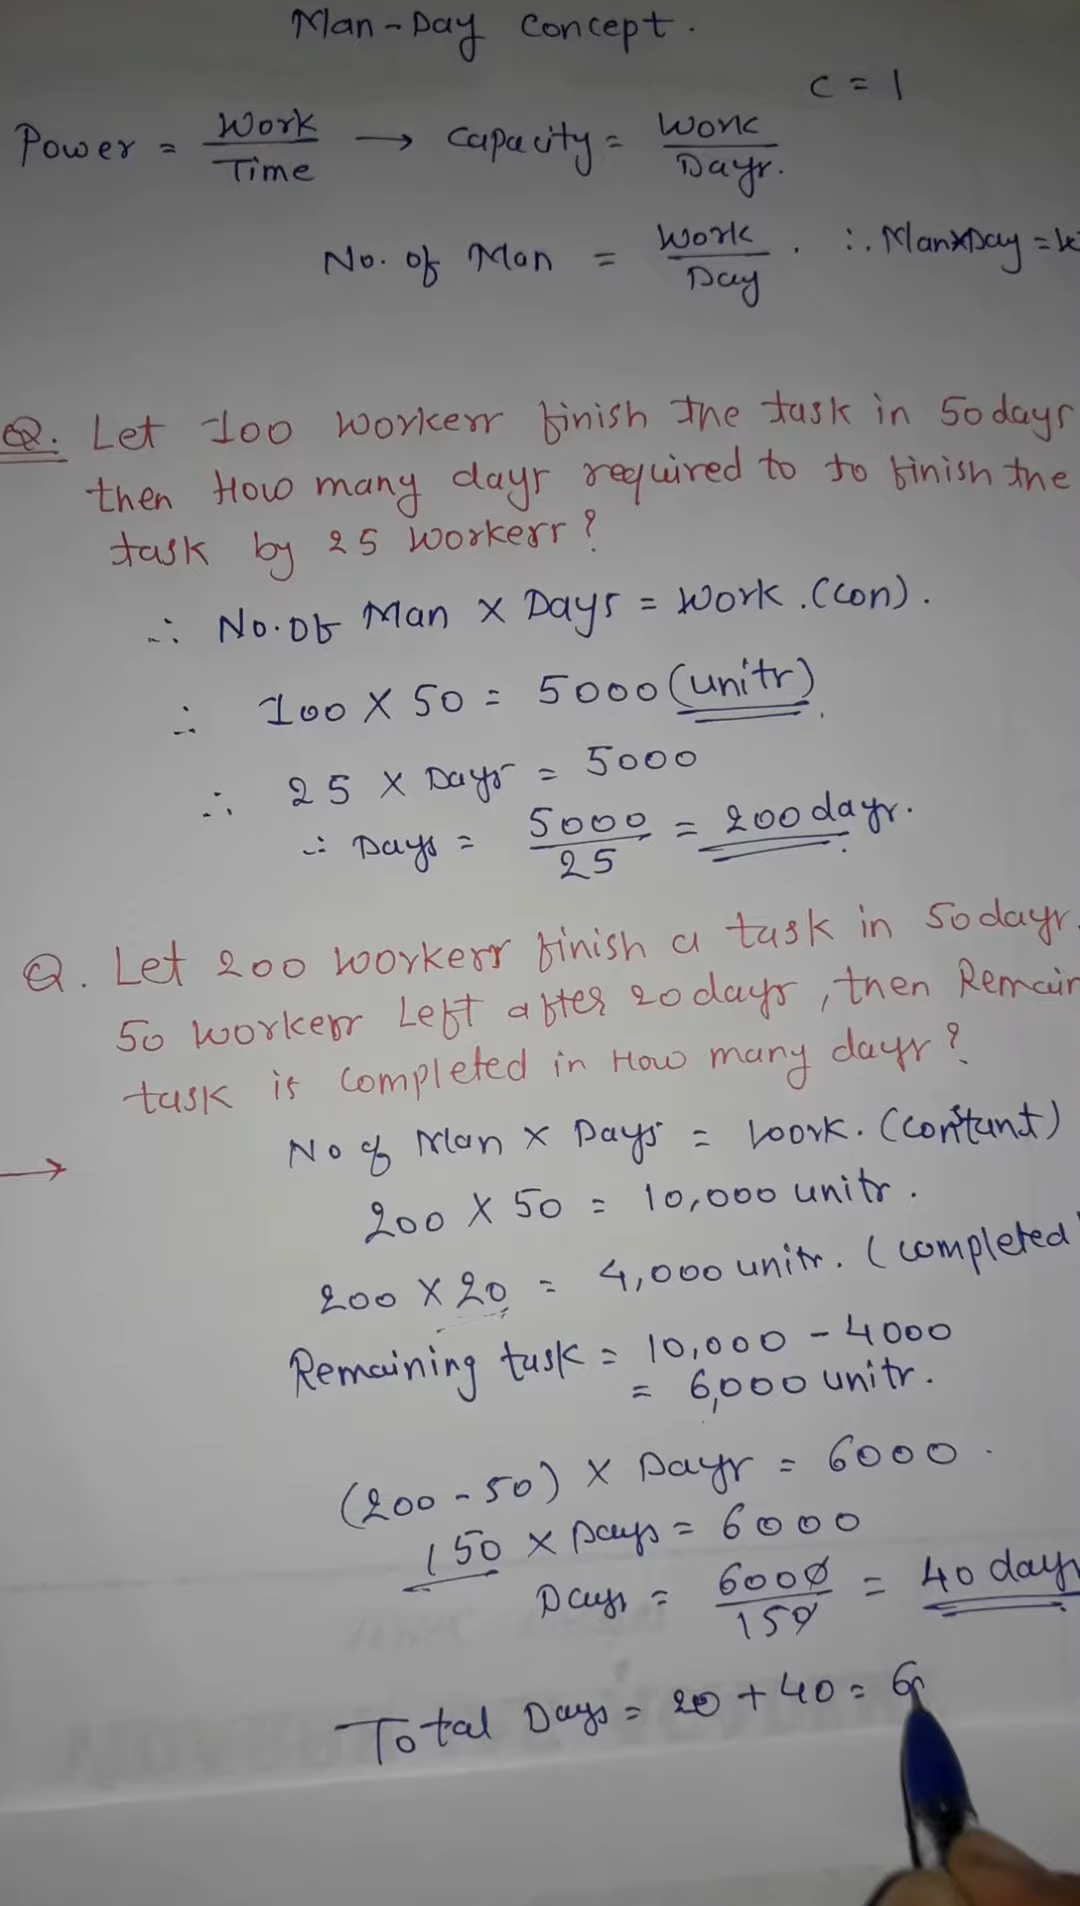 Man-Day Concept.
C = 1
Power = Work / Time → Capacity = Work / Days.
No. of Man = Work / Day . ∴ Man×Day =
Q. Let 100 workers finish the task in 50 days
then How many days required to to finish the
task by 25 workers?
∴ No. of Man × Days = Work . (con).
∴ 100 × 50 = 5000 (units)
∴ 25 × Days = 5000
∴ Days = 5000 / 25 = 200 days.
Q. Let 200 workers finish a task in 50 days.
50 workers Left after 20 days, then Remain
task is completed in How many days?
→ No of Man × Days = work. (constant)
200 × 50 = 10,000 units.
200 × 20 = 4,000 units. (completed
Remaining task = 10,000 - 4000
= 6,000 units.
(200 - 50) × Days = 6000.
150 × Days = 6000
Days = 6000 / 150 = 40 days
Total Days = 20 + 40 = 6